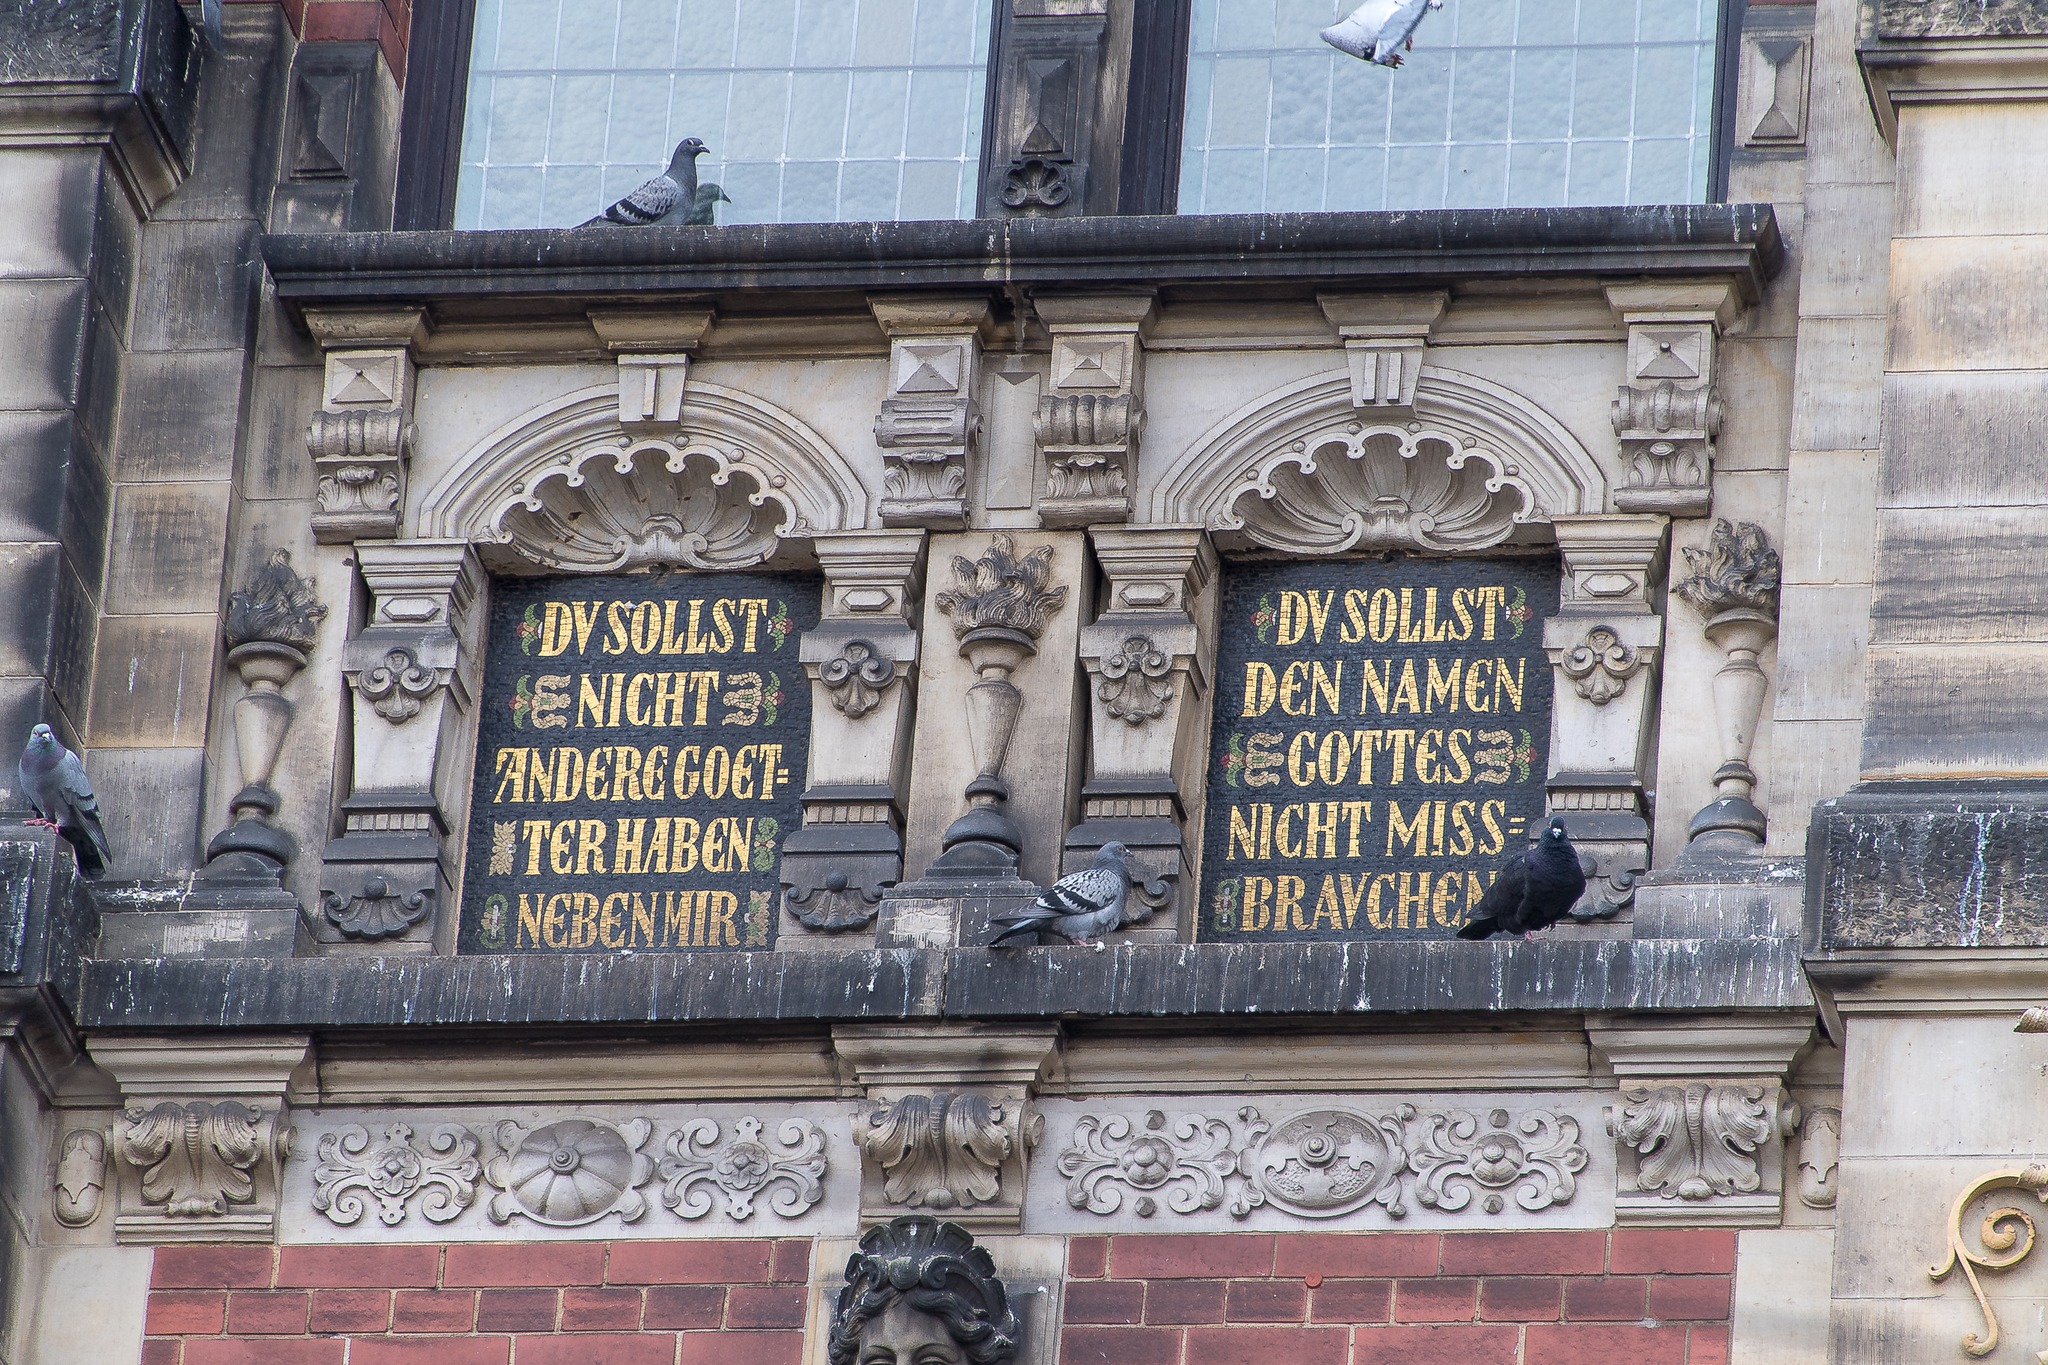 DV SOLLST
NICHT
ANDERE GOET=
TER HABEN
NEBEN MIR
DV SOLLST
DEN NAMEN
GOTTES
NICHT MISS=
BRAVCHEN